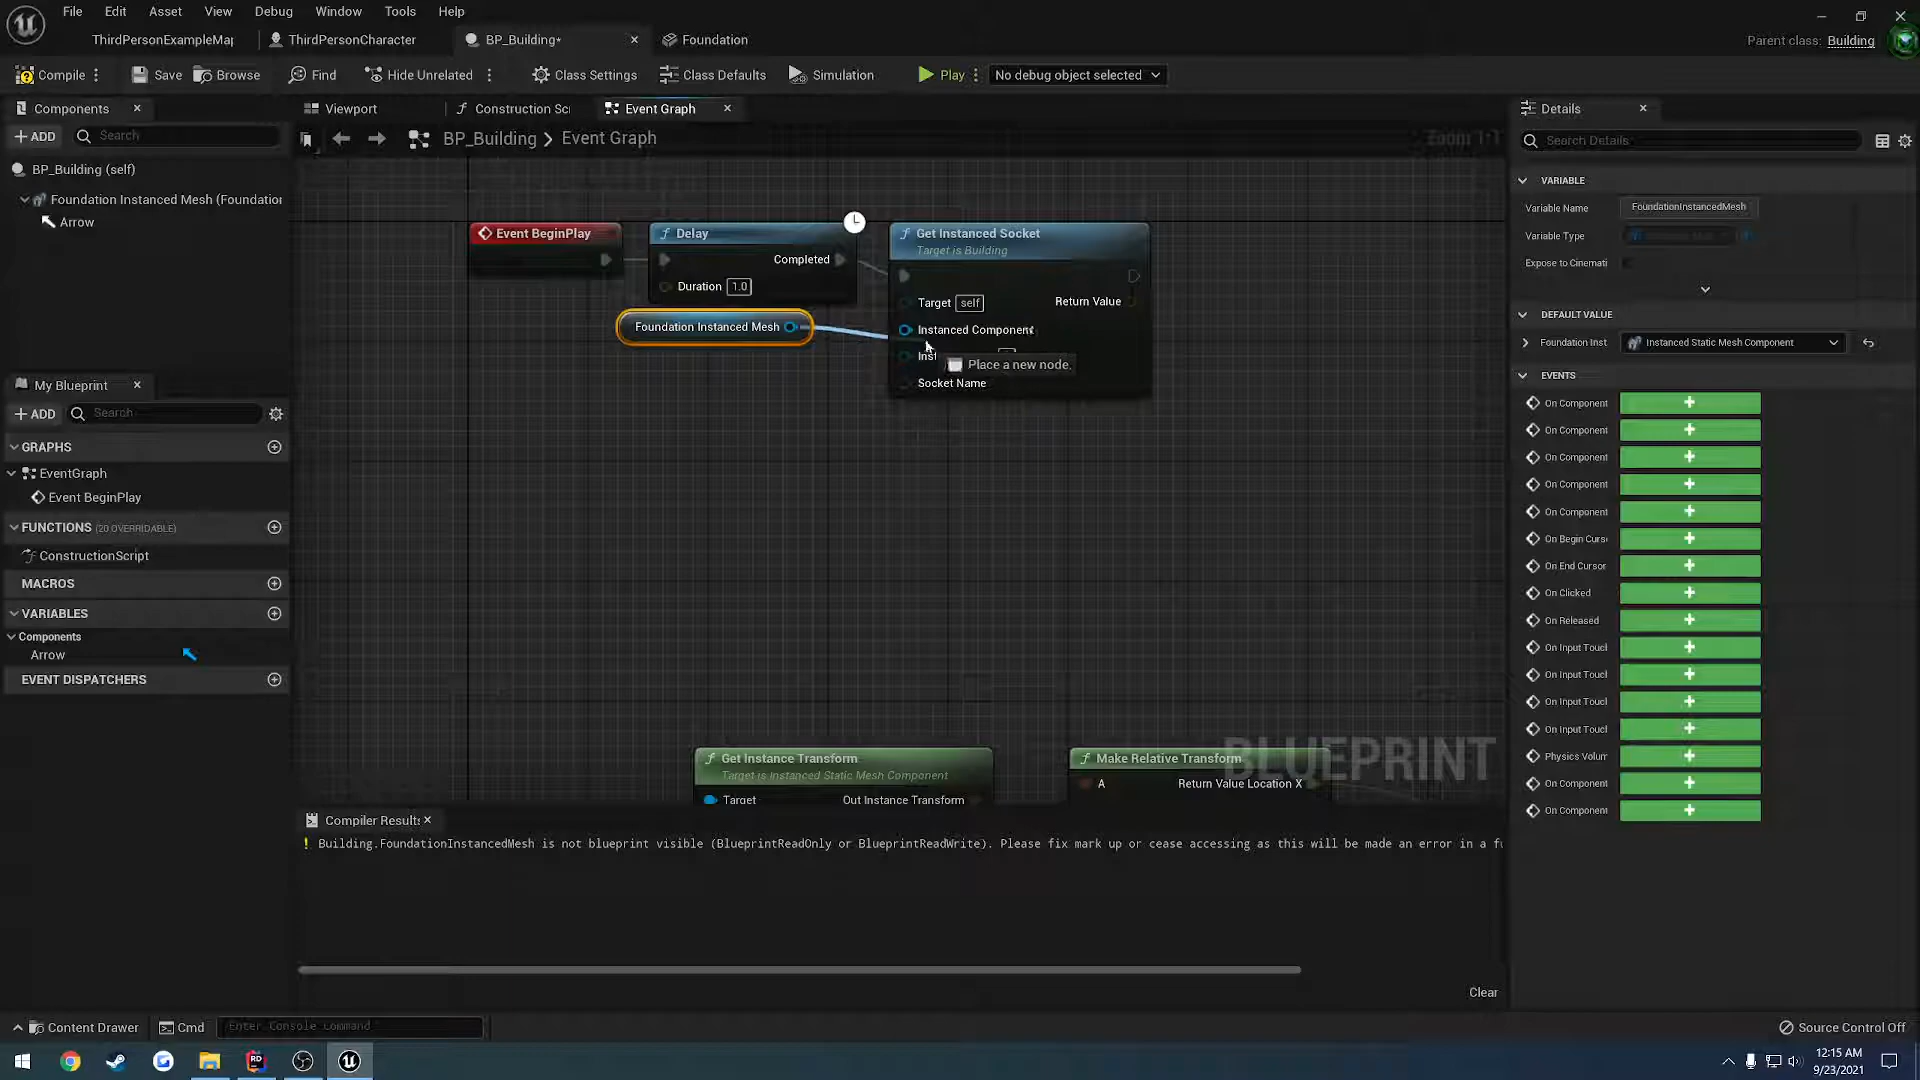 File Edit Asset View Debug Window Tools Help
ThirdPersonExampleMap ThirdPersonCharacter BP_Building* Foundation
Parent class: Building
Compile Save Browse Find Hide Unrelated Class Settings Class Defaults Simulation Play No debug object selected
Components
Viewport Construction Sc Event Graph
Details
ADD Search
BP_Building > Event Graph
Zoom 1:1
Search Details
BP_Building (self)
Foundation Instanced Mesh (Foundation
Arrow
VARIABLE
Variable Name FoundationInstancedMesh
Variable Type
Expose to Cinemati
DEFAULT VALUE
Foundation Inst Instanced Static Mesh Component
EVENTS
On Component
On Component
On Component
On Component
On Component
On Begin Curs
On End Cursor
On Clicked
On Released
On Input Toucl
On Input Toucl
On Input Toucl
On Input Toucl
Physics Volum
On Component
On Component
Event BeginPlay
Delay
Completed
Duration 1.0
Get Instanced Socket
Target is Building
Target self
Return Value
Instanced Component
Inst
Socket Name
Foundation Instanced Mesh
Place a new node.
My Blueprint
ADD Search
GRAPHS
EventGraph
Event BeginPlay
FUNCTIONS (20 OVERRIDABLE)
ConstructionScript
MACROS
VARIABLES
Components
Arrow
EVENT DISPATCHERS
Get Instance Transform
Target is Instanced Static Mesh Component
Target Out Instance Transform
Make Relative Transform
A Return Value Location X
BLUEPRINT
Compiler Results
! Building.FoundationInstancedMesh is not blueprint visible (BlueprintReadOnly or BlueprintReadWrite). Please fix mark up or cease accessing as this will be made an error in a fu
Clear
Content Drawer Cmd Enter Console Command
Source Control Off
12:15 AM
9/23/2021